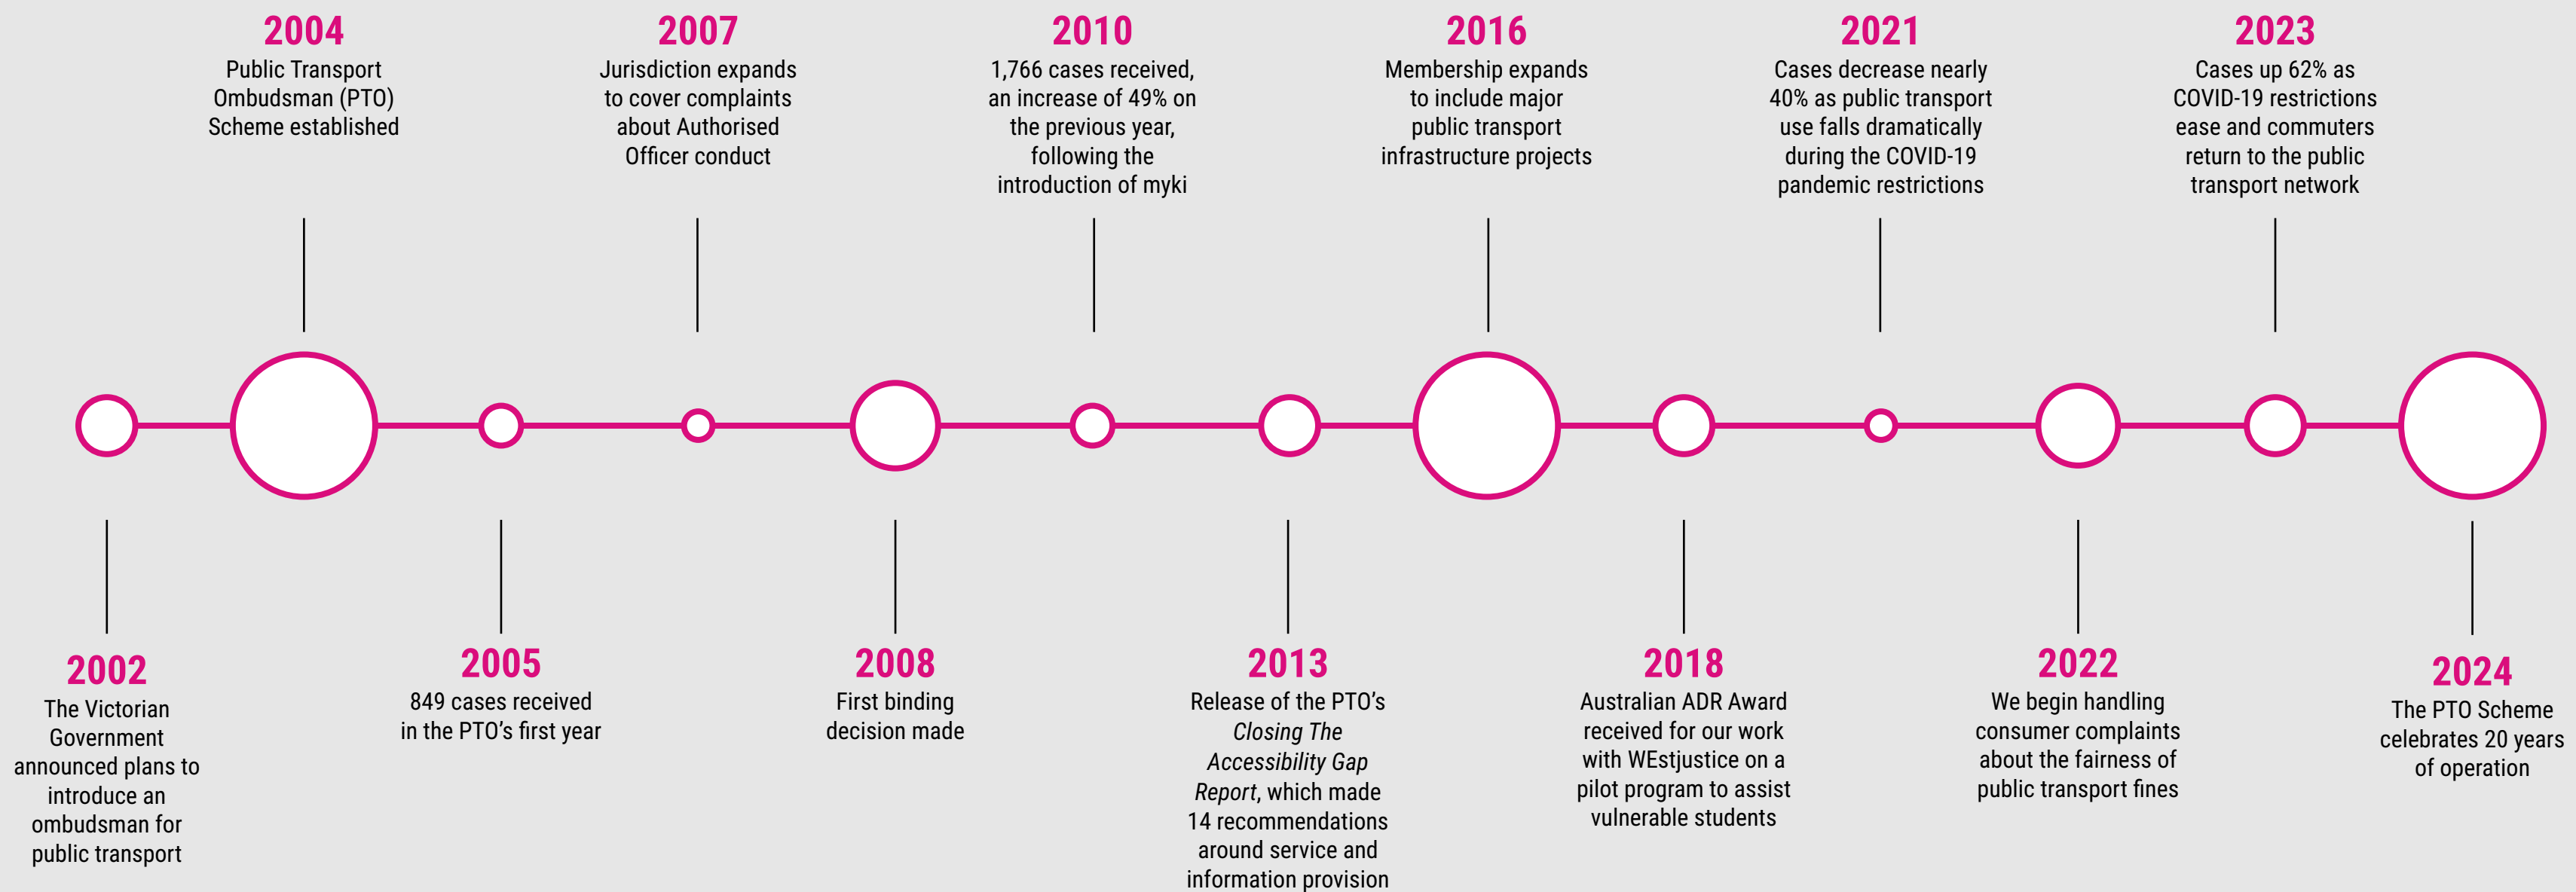 2004
Public Transport
Ombudsman (PTO)
Scheme established
2007
Jurisdiction expands
to cover complaints
about Authorised
Officer conduct
2010
1,766 cases received,
an increase of 49% on
the previous year,
following the
introduction of myki
2016
Membership expands
to include major
public transport
infrastructure projects
2021
Cases decrease nearly
40% as public transport
use falls dramatically
during the COVID-19
pandemic restrictions
2023
Cases up 62% as
COVID-19 restrictions
ease and commuters
return to the public
transport network
2002
The Victorian
Government
announced plans to
introduce an
ombudsman for
public transport
2005
849 cases received
in the PTO’s first year
2008
First binding
decision made
2013
Release of the PTO’s
Closing The
Accessibility Gap
Report, which made
14 recommendations
around service and
information provision
2018
Australian ADR Award
received for our work
with WEstjustice on a
pilot program to assist
vulnerable students
2022
We begin handling
consumer complaints
about the fairness of
public transport fines
2024
The PTO Scheme
celebrates 20 years
of operation